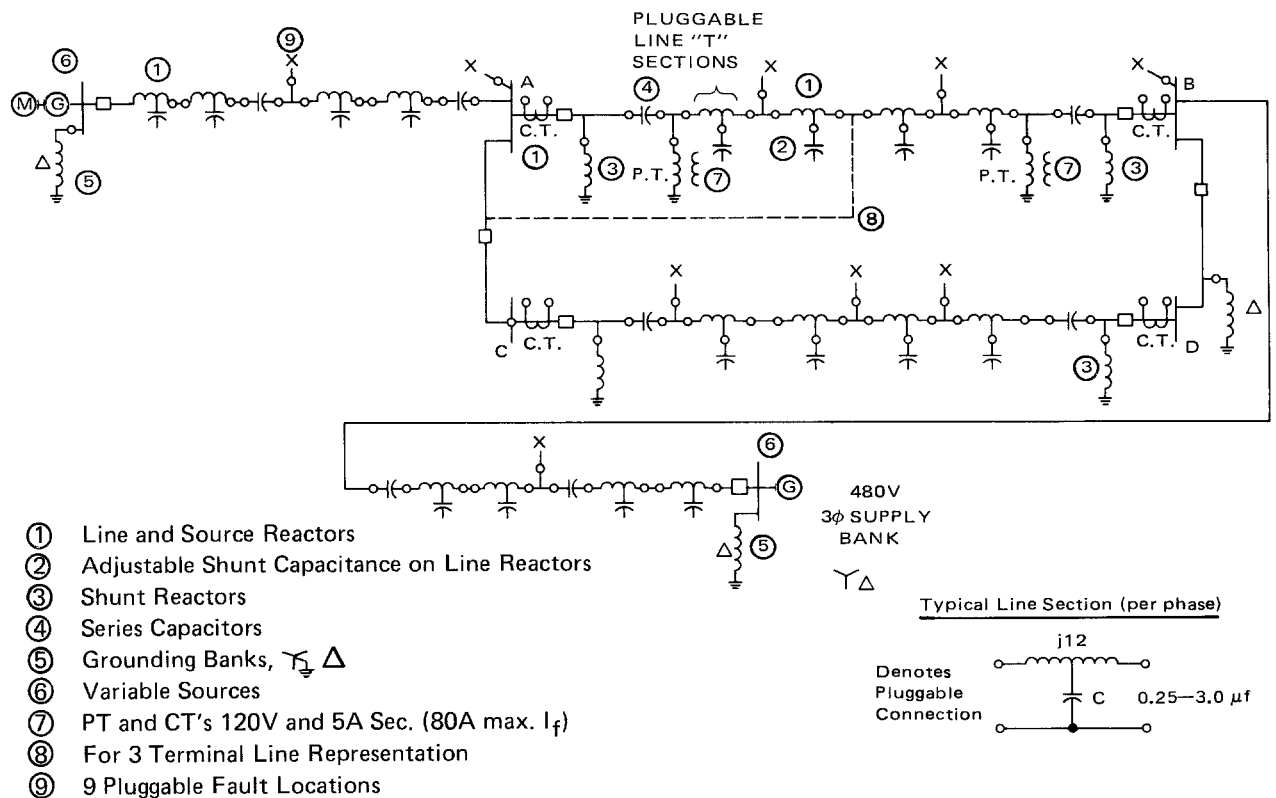 PLUGGABLE
LINE "T"
SECTIONS
⑨
X
⑥
①
X
A
④
X
①
X
X
B
M
G
C.T.
①
②
C.T.
③
P.T.
⑦
P.T.
⑦
③
Δ
⑤
⑧
X
X
X
C.T.
C
C.T.
D
Δ
③
X
⑥
G
480V
3ϕ SUPPLY
BANK
Δ
⑤
Y Δ
① Line and Source Reactors
② Adjustable Shunt Capacitance on Line Reactors
③ Shunt Reactors
④ Series Capacitors
⑤ Grounding Banks, Y Δ
⑥ Variable Sources
⑦ PT and CT's 120V and 5A Sec. (80A max. I_f)
⑧ For 3 Terminal Line Representation
⑨ 9 Pluggable Fault Locations
Typical Line Section (per phase)
j12
Denotes
Pluggable
Connection
C
0.25—3.0 μf